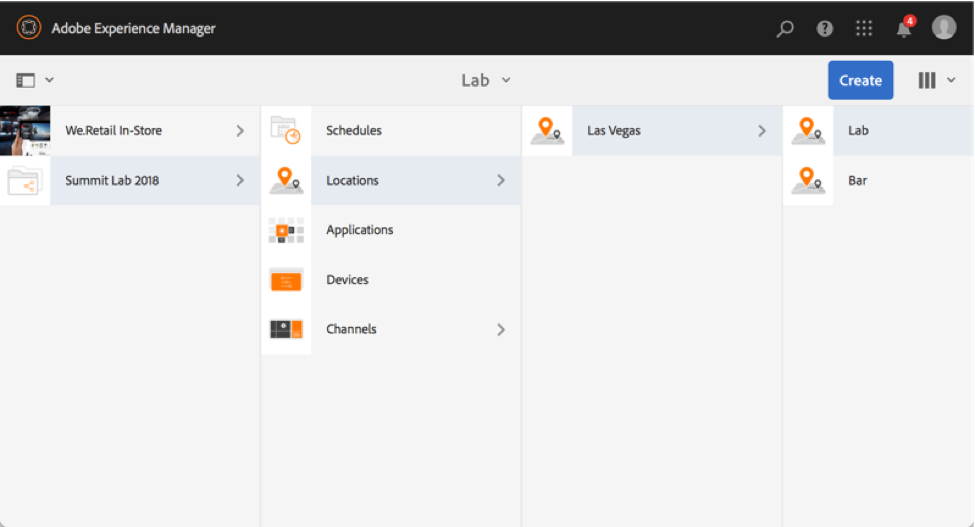 Adobe Experience Manager
4
Lab
Create
We.Retail In-Store
Summit Lab 2018
Schedules
Locations
Applications
Devices
Channels
Las Vegas
Lab
Bar